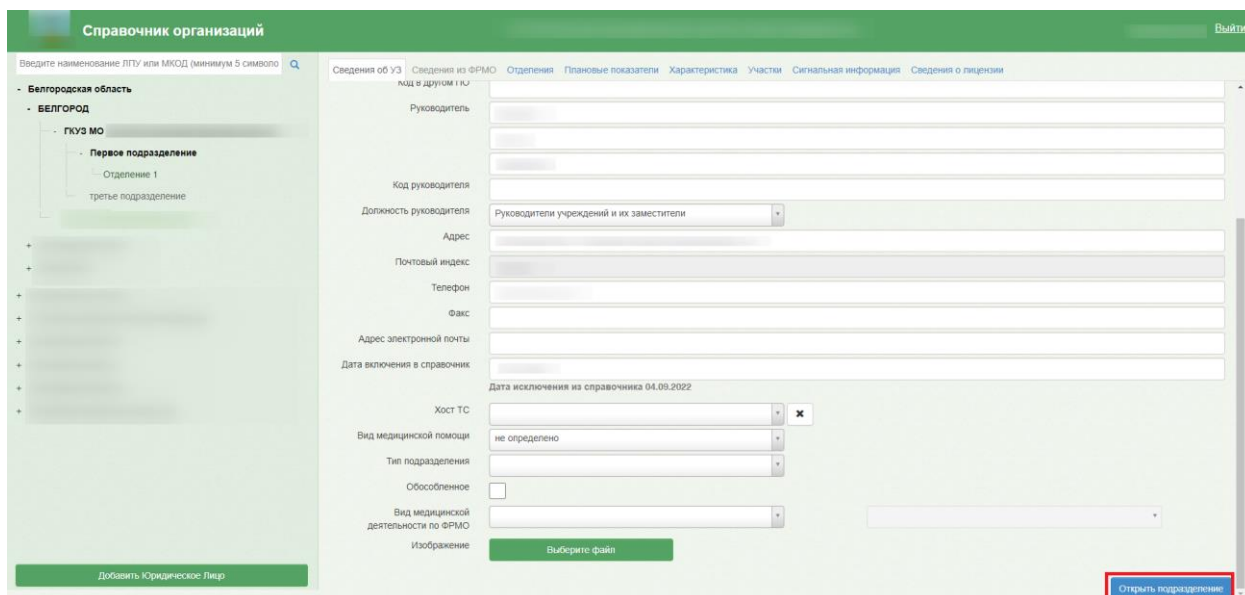 Справочник организаций
Выйти
Введите наименование ЛПУ или МКОД (минимум 5 символо
- Белгородская область
- БЕЛГОРОД
- ГКУЗ МО
- Первое подразделение
Отделение 1
третье подразделение
+
+
+
+
+
+
+
+
Добавить Юридическое Лицо
Сведения об УЗ Сведения из ФРМО Отделения Плановые показатели Характеристика Участки Сигнальная информация Сведения о лицензии
Код в другом ПО
Руководитель
Код руководителя
Должность руководителя Руководители учреждений и их заместители
Адрес
Почтовый индекс
Телефон
Факс
Адрес электронной почты
Дата включения в справочник
Дата исключения из справочника 04.09.2022
Хост ТС
Вид медицинской помощи не определено
Тип подразделения
Обособленное
Вид медицинской
деятельности по ФРМО
Изображение Выберите файл
Открыть подразделение